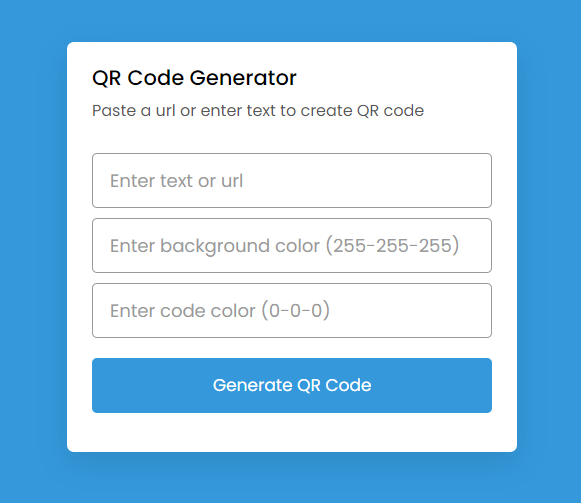 QR Code Generator
Paste a url or enter text to create QR code
Enter text or url
Enter background color (255-255-255)
Enter code color (0-0-0)
Generate QR Code